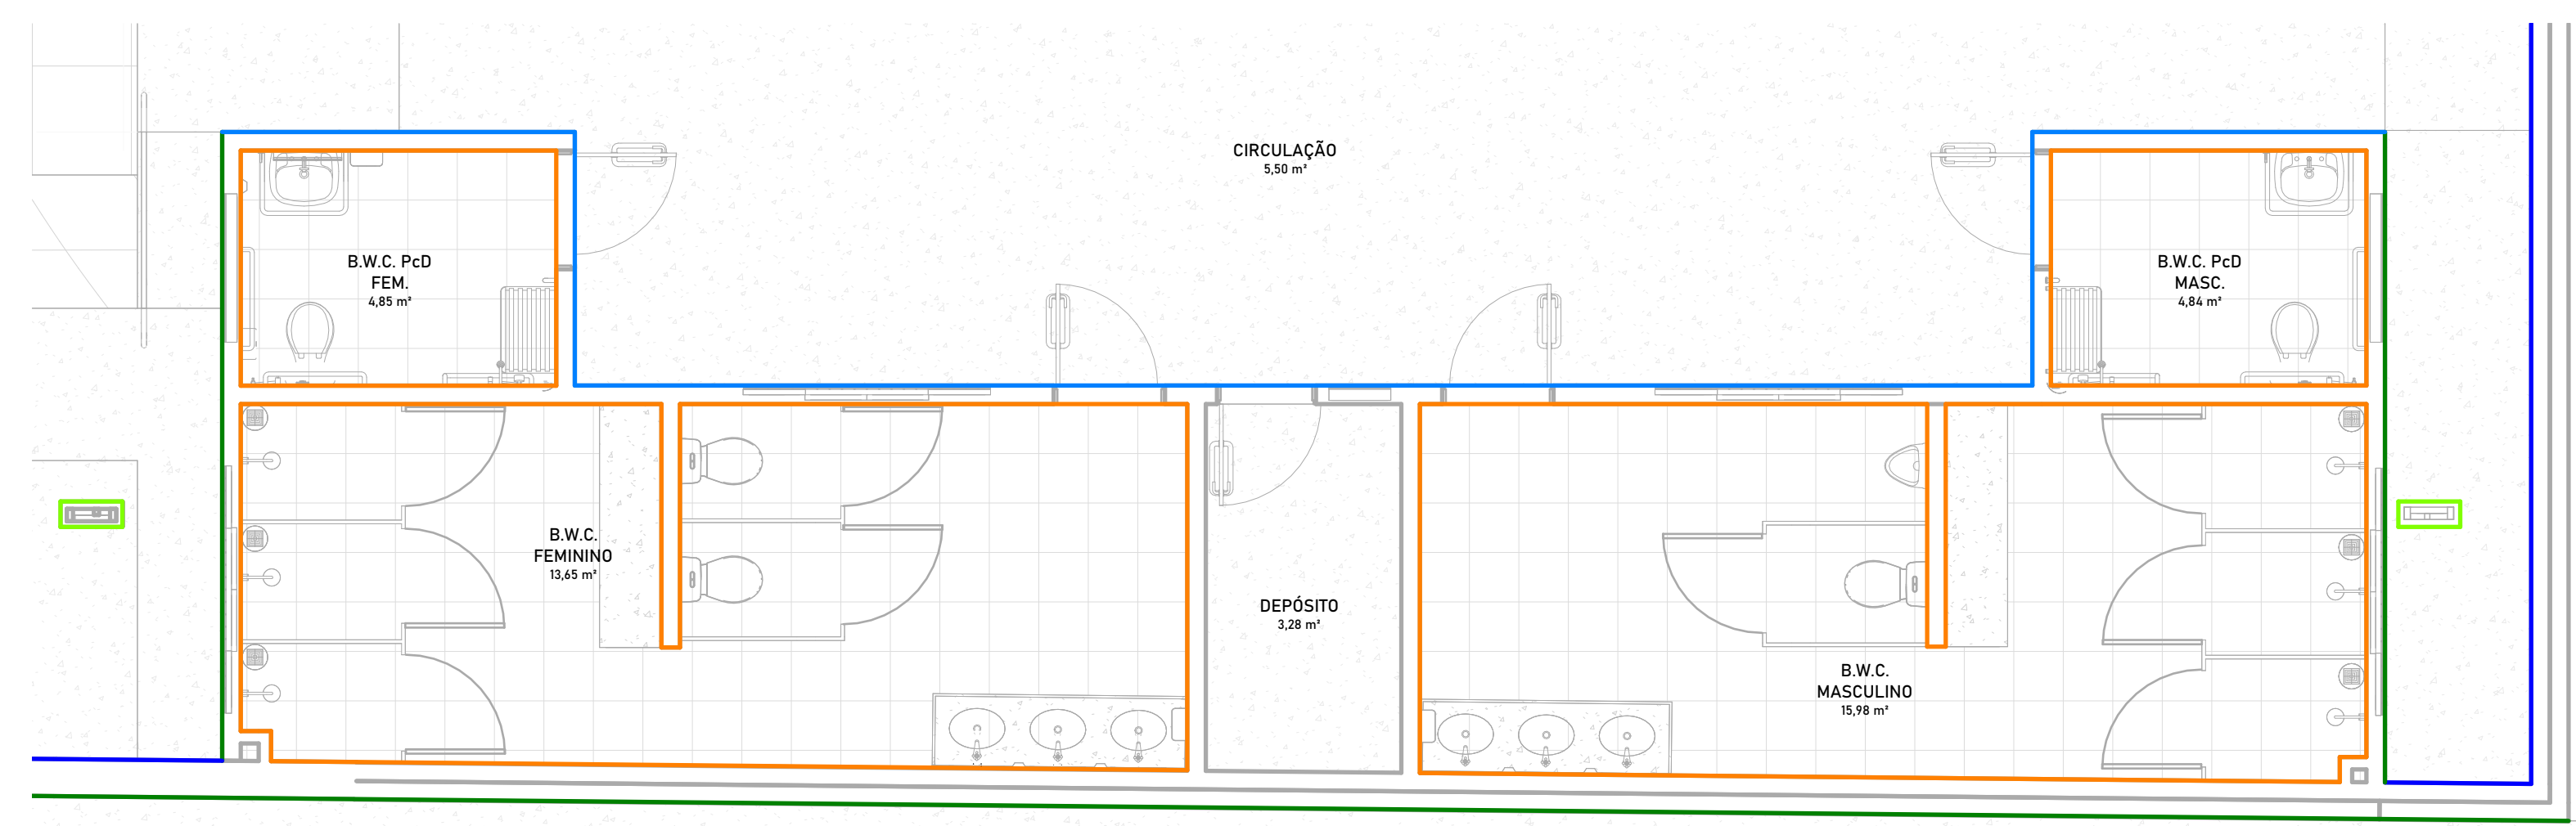 CIRCULAÇÃO
5,50 m²
B.W.C. PcD
FEM.
4,85 m²
B.W.C. PcD
MASC.
4,84 m²
B.W.C.
FEMININO
13,65 m²
DEPÓSITO
3,28 m²
B.W.C.
MASCULINO
15,98 m²